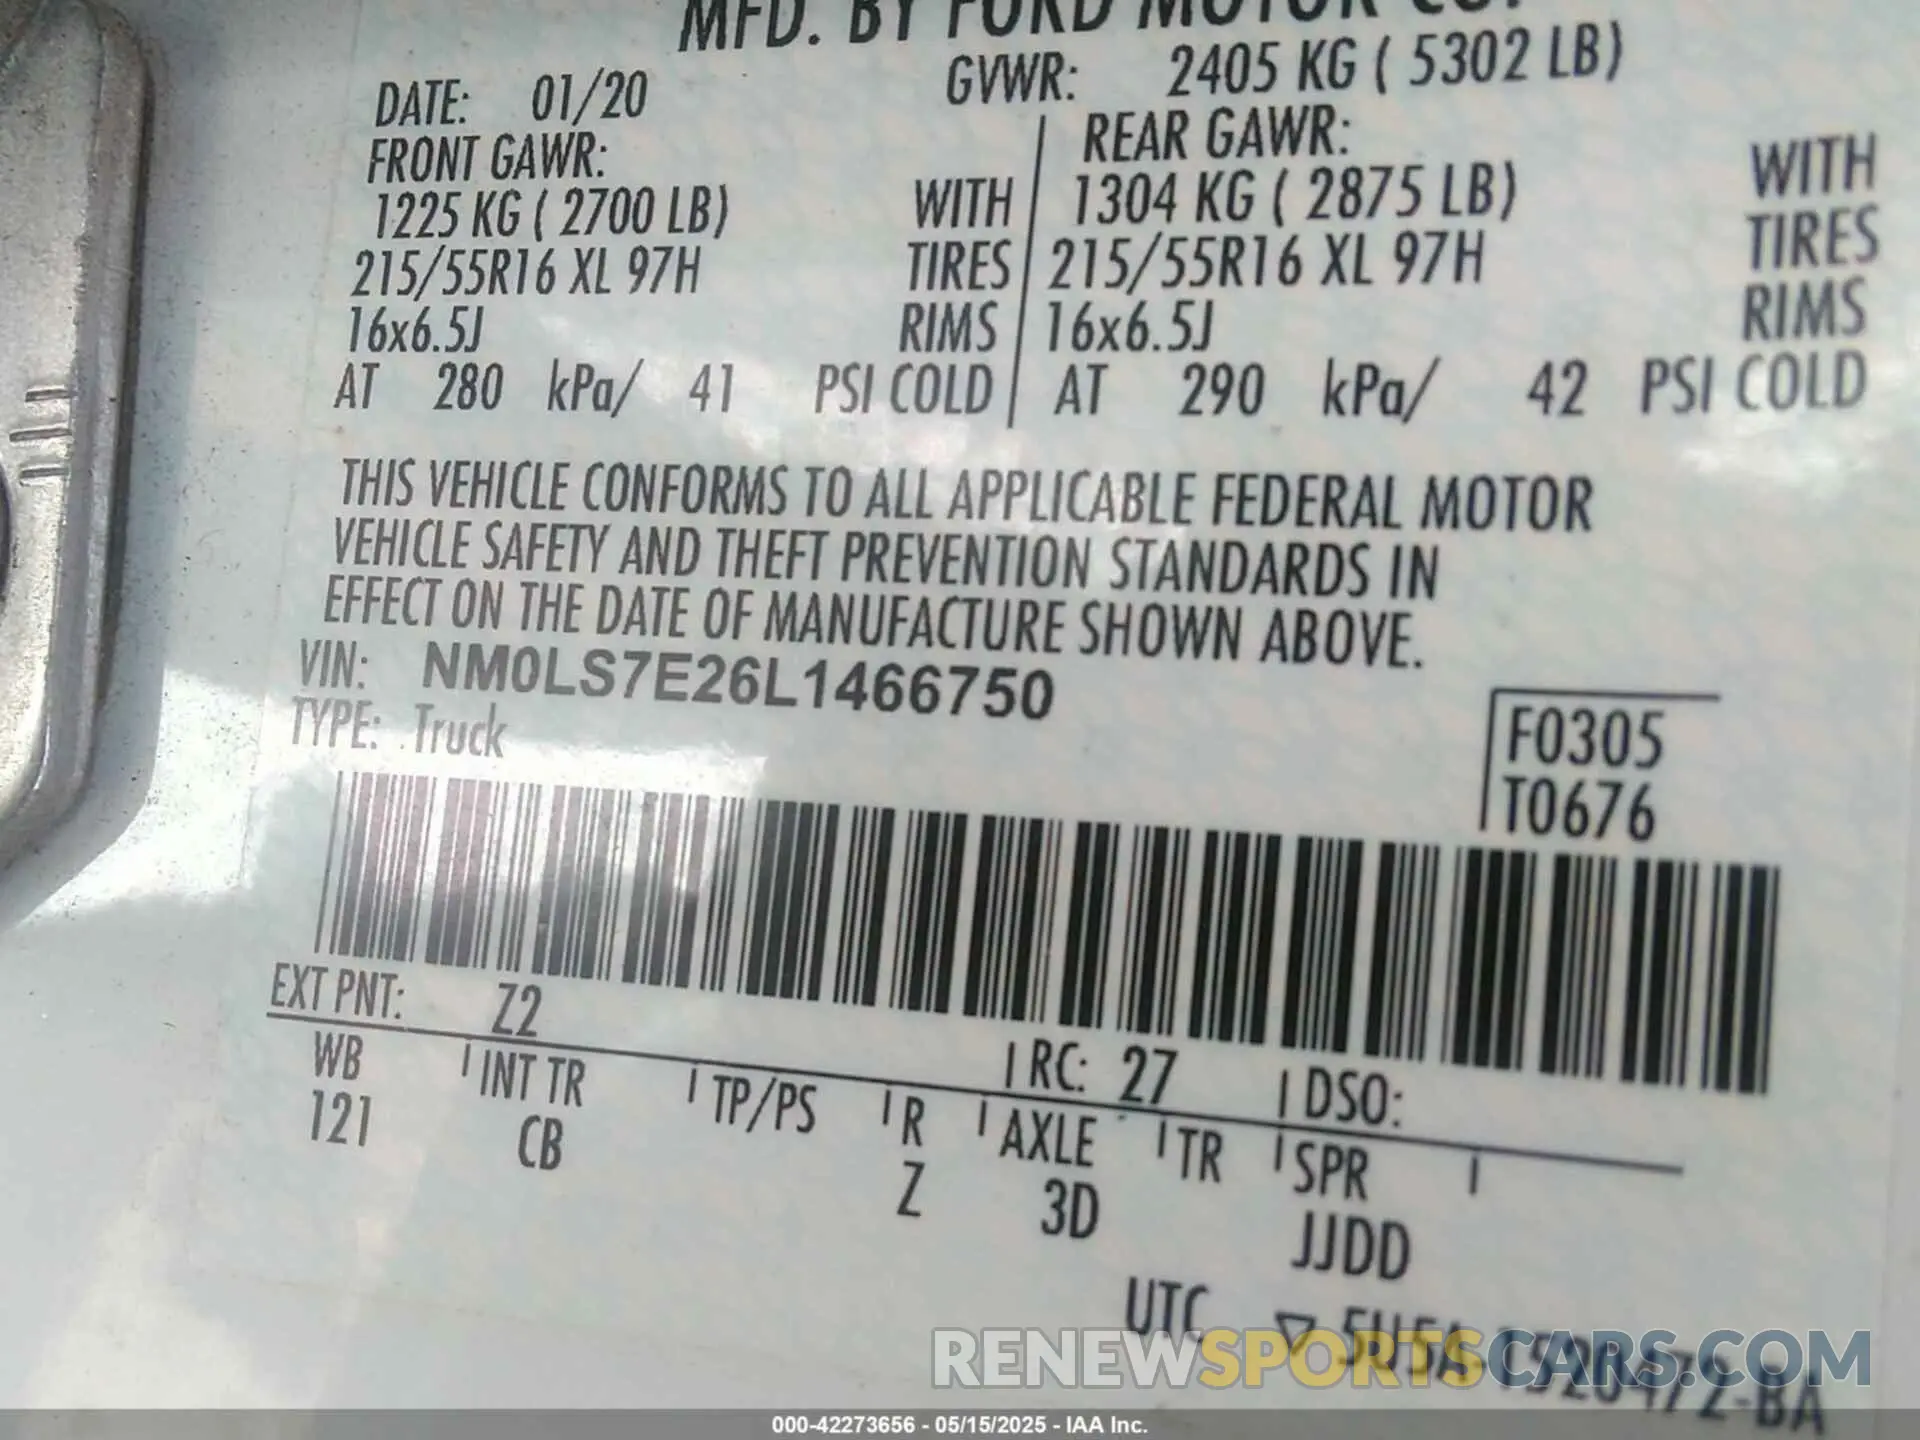 MFD. BY FORD MOTOR CO.
DATE: 01/20 GVWR: 2405 KG ( 5302 LB)
FRONT GAWR: REAR GAWR:
1225 KG ( 2700 LB) WITH 1304 KG ( 2875 LB) WITH
215/55R16 XL 97H TIRES 215/55R16 XL 97H TIRES
16x6.5J RIMS 16x6.5J RIMS
AT 280 kPa/ 41 PSI COLD AT 290 kPa/ 42 PSI COLD
THIS VEHICLE CONFORMS TO ALL APPLICABLE FEDERAL MOTOR
VEHICLE SAFETY AND THEFT PREVENTION STANDARDS IN
EFFECT ON THE DATE OF MANUFACTURE SHOWN ABOVE.
VIN: NM0LS7E26L1466750
TYPE: Truck
F0305
T0676
EXT PNT: Z2 RC: 27 DSO:
WB INT TR TP/PS R AXLE TR SPR
121 CB Z 3D JJDD
UTC
RENEWSPORTSCARS.COM
000-42273656 - 05/15/2025 - IAA Inc.